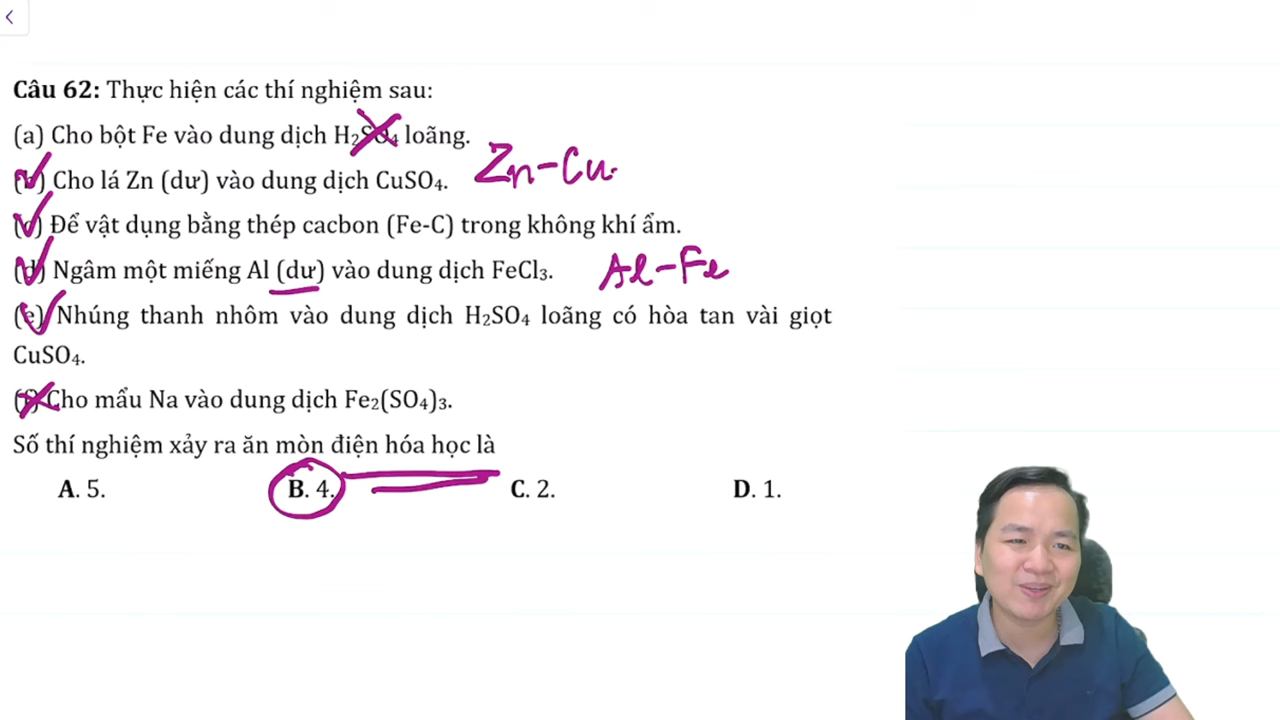 Câu 62: Thực hiện các thí nghiệm sau:
(a) Cho bột Fe vào dung dịch H₂SO₄ loãng.
(b) Cho lá Zn (dư) vào dung dịch CuSO₄. Zn-Cu
(c) Để vật dụng bằng thép cacbon (Fe-C) trong không khí ẩm.
(d) Ngâm một miếng Al (dư) vào dung dịch FeCl₃. Al-Fe
(e) Nhúng thanh nhôm vào dung dịch H₂SO₄ loãng có hòa tan vài giọt
CuSO₄.
(f) Cho mẩu Na vào dung dịch Fe₂(SO₄)₃.
Số thí nghiệm xảy ra ăn mòn điện hóa học là
A. 5. B. 4. C. 2. D. 1.